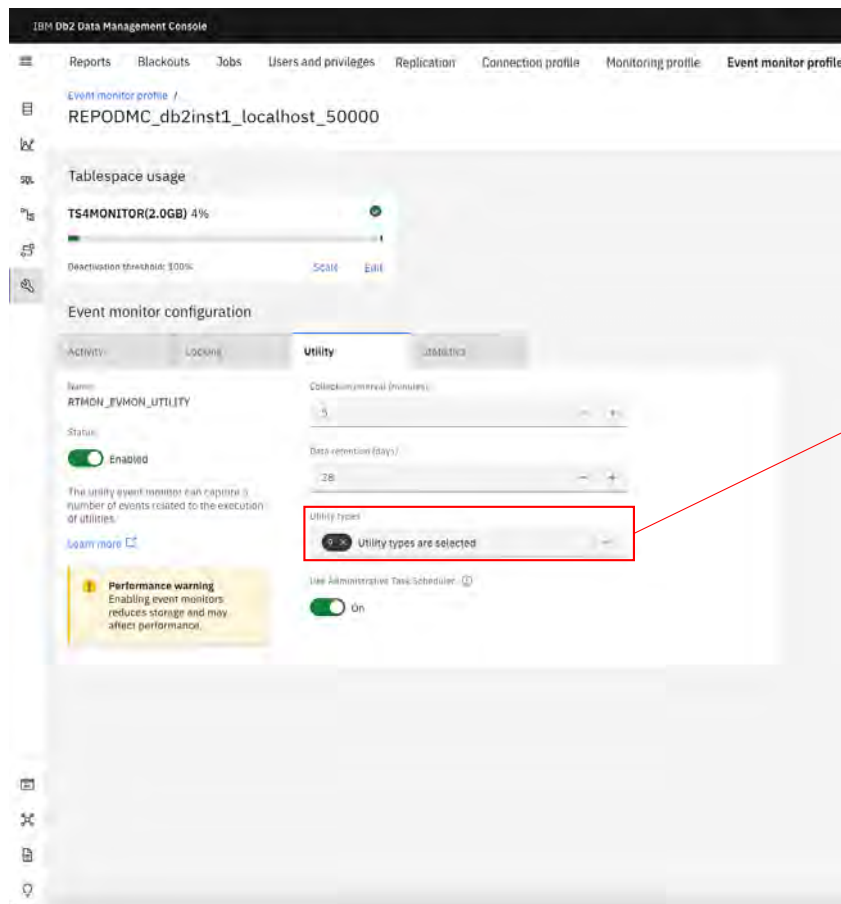 IBM Db2 Data Management Console
Reports Blackouts Jobs Users and privileges Replication Connection profile Monitoring profile Event monitor profile
Event monitor profile /
REPODMC_db2inst1_localhost_50000
SQL
Tablespace usage
TS4MONITOR(2.0GB) 4%
Deactivation threshold: 100%
Scale Edit
Event monitor configuration
Activity Locking Utility Statistics
Name
RTMON_EVMON_UTILITY
Status
Enabled
The utility event monitor can capture a
number of events related to the execution
of utilities.
Learn more
Performance warning
Enabling event monitors
reduces storage and may
affect performance.
Collection interval (minutes)
5
Data retention (days)
28
Utility types
9 × Utility types are selected
Use Administrative Task Scheduler
On